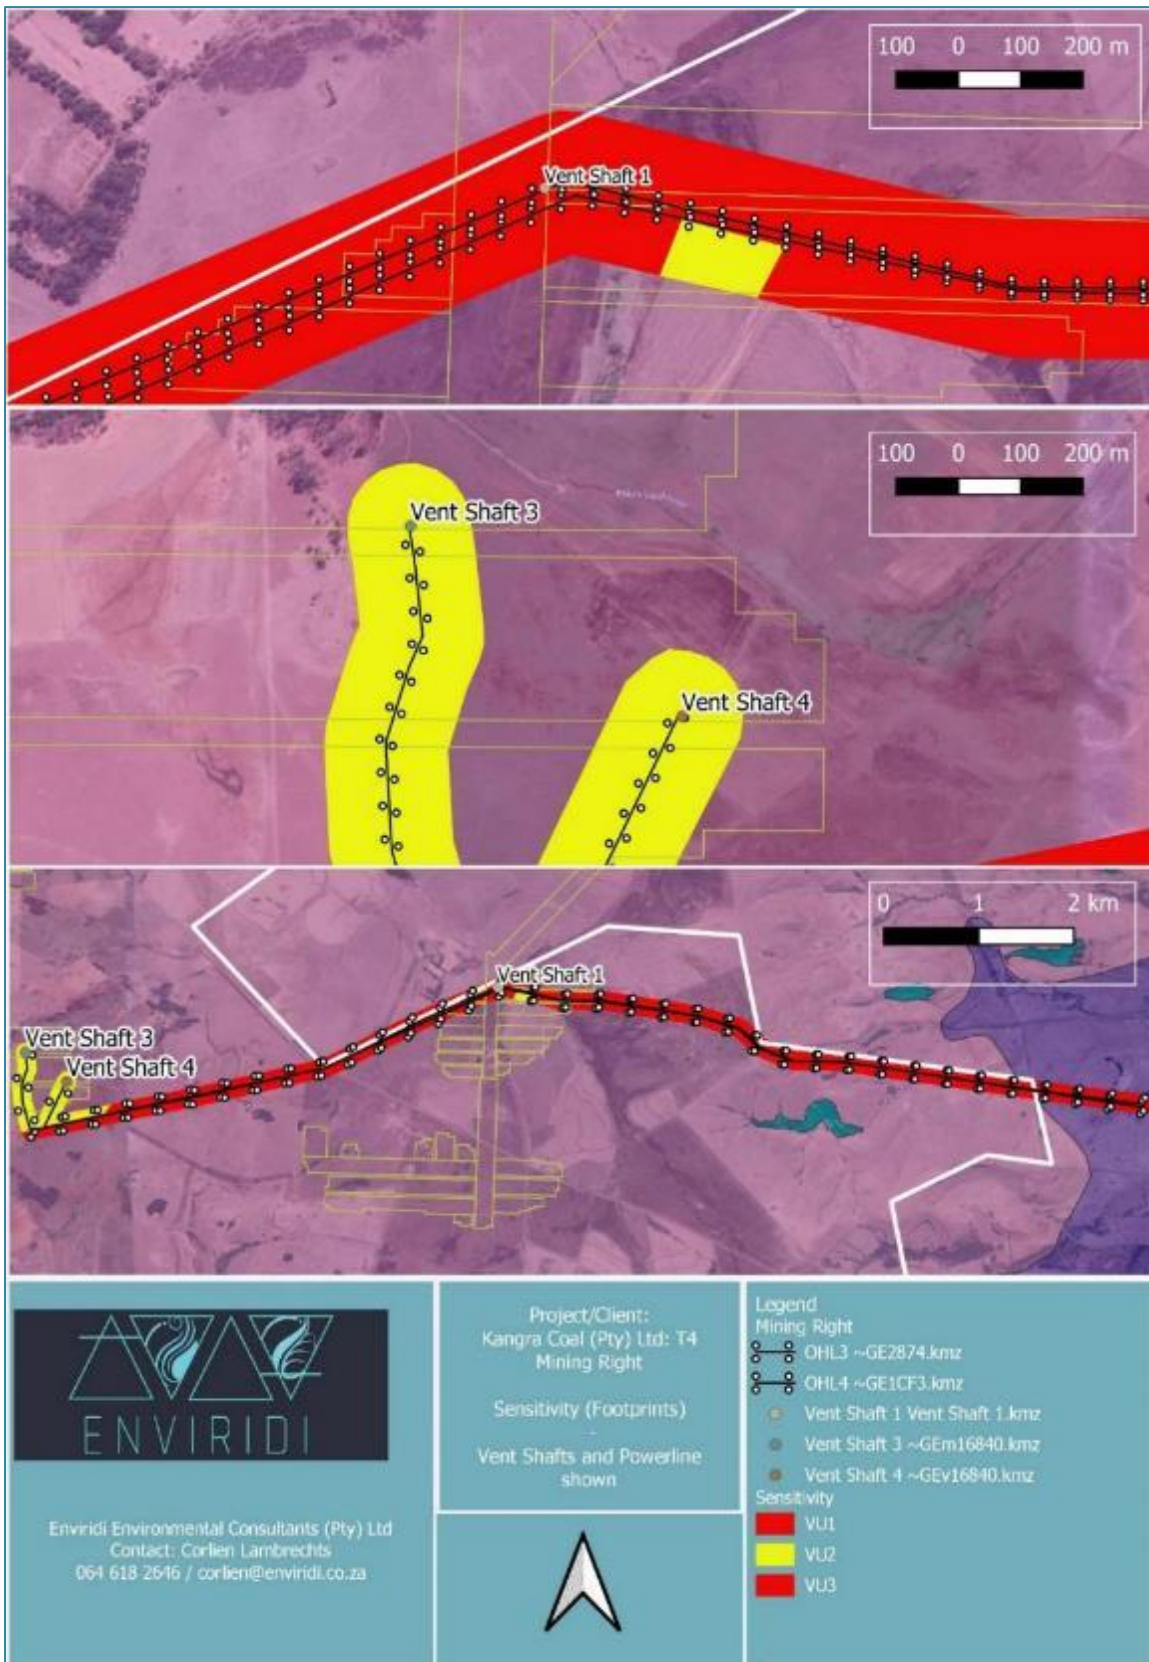 100 0 100 200 m
Vent Shaft 1
100 0 100 200 m
Vent Shaft 3
Vent Shaft 4
0 1 2 km
Vent Shaft 1
Vent Shaft 3
Vent Shaft 4
ENVIRIDI
Enviridi Environmental Consultants (Pty) Ltd
Contact: Corlien Lambrechts
064 618 2646 / corlien@enviridi.co.za
Project/Client:
Kangra Coal (Pty) Ltd: T4
Mining Right
Sensitivity (Footprints)
-
Vent Shafts and Powerline
shown
Legend
Mining Right
OHL3 ~GE2874.kmz
OHL4 ~GE1CF3.kmz
Vent Shaft 1 Vent Shaft 1.kmz
Vent Shaft 3 ~GEm16840.kmz
Vent Shaft 4 ~GEv16840.kmz
Sensitivity
VU1
VU2
VU3